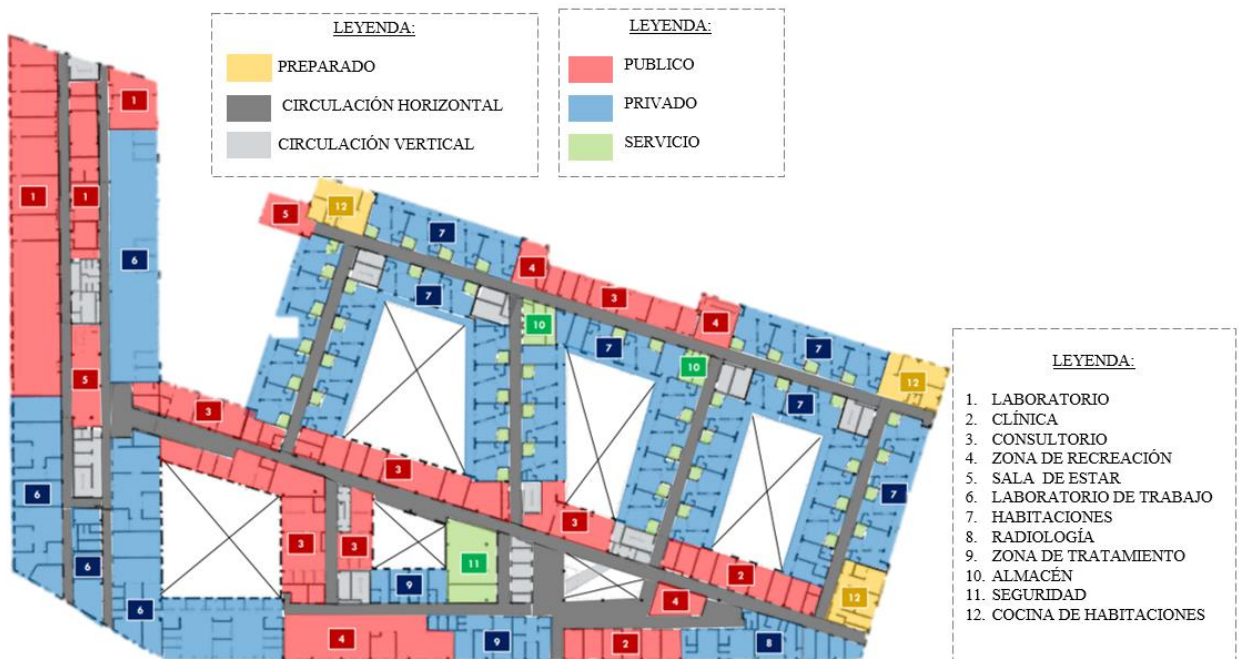 LEYENDA:
PREPARADO
CIRCULACIÓN HORIZONTAL
CIRCULACIÓN VERTICAL
LEYENDA:
PUBLICO
PRIVADO
SERVICIO
1
1
1
6
5
12
7
4
3
4
7
12
7
10
7
10
7
7
5
3
3
3
6
6
6
3
3
9
11
2
4
12
4
9
2
8
LEYENDA:
1. LABORATORIO
2. CLÍNICA
3. CONSULTORIO
4. ZONA DE RECREACIÓN
5. SALA DE ESTAR
6. LABORATORIO DE TRABAJO
7. HABITACIONES
8. RADIOLOGÍA
9. ZONA DE TRATAMIENTO
10. ALMACÉN
11. SEGURIDAD
12. COCINA DE HABITACIONES